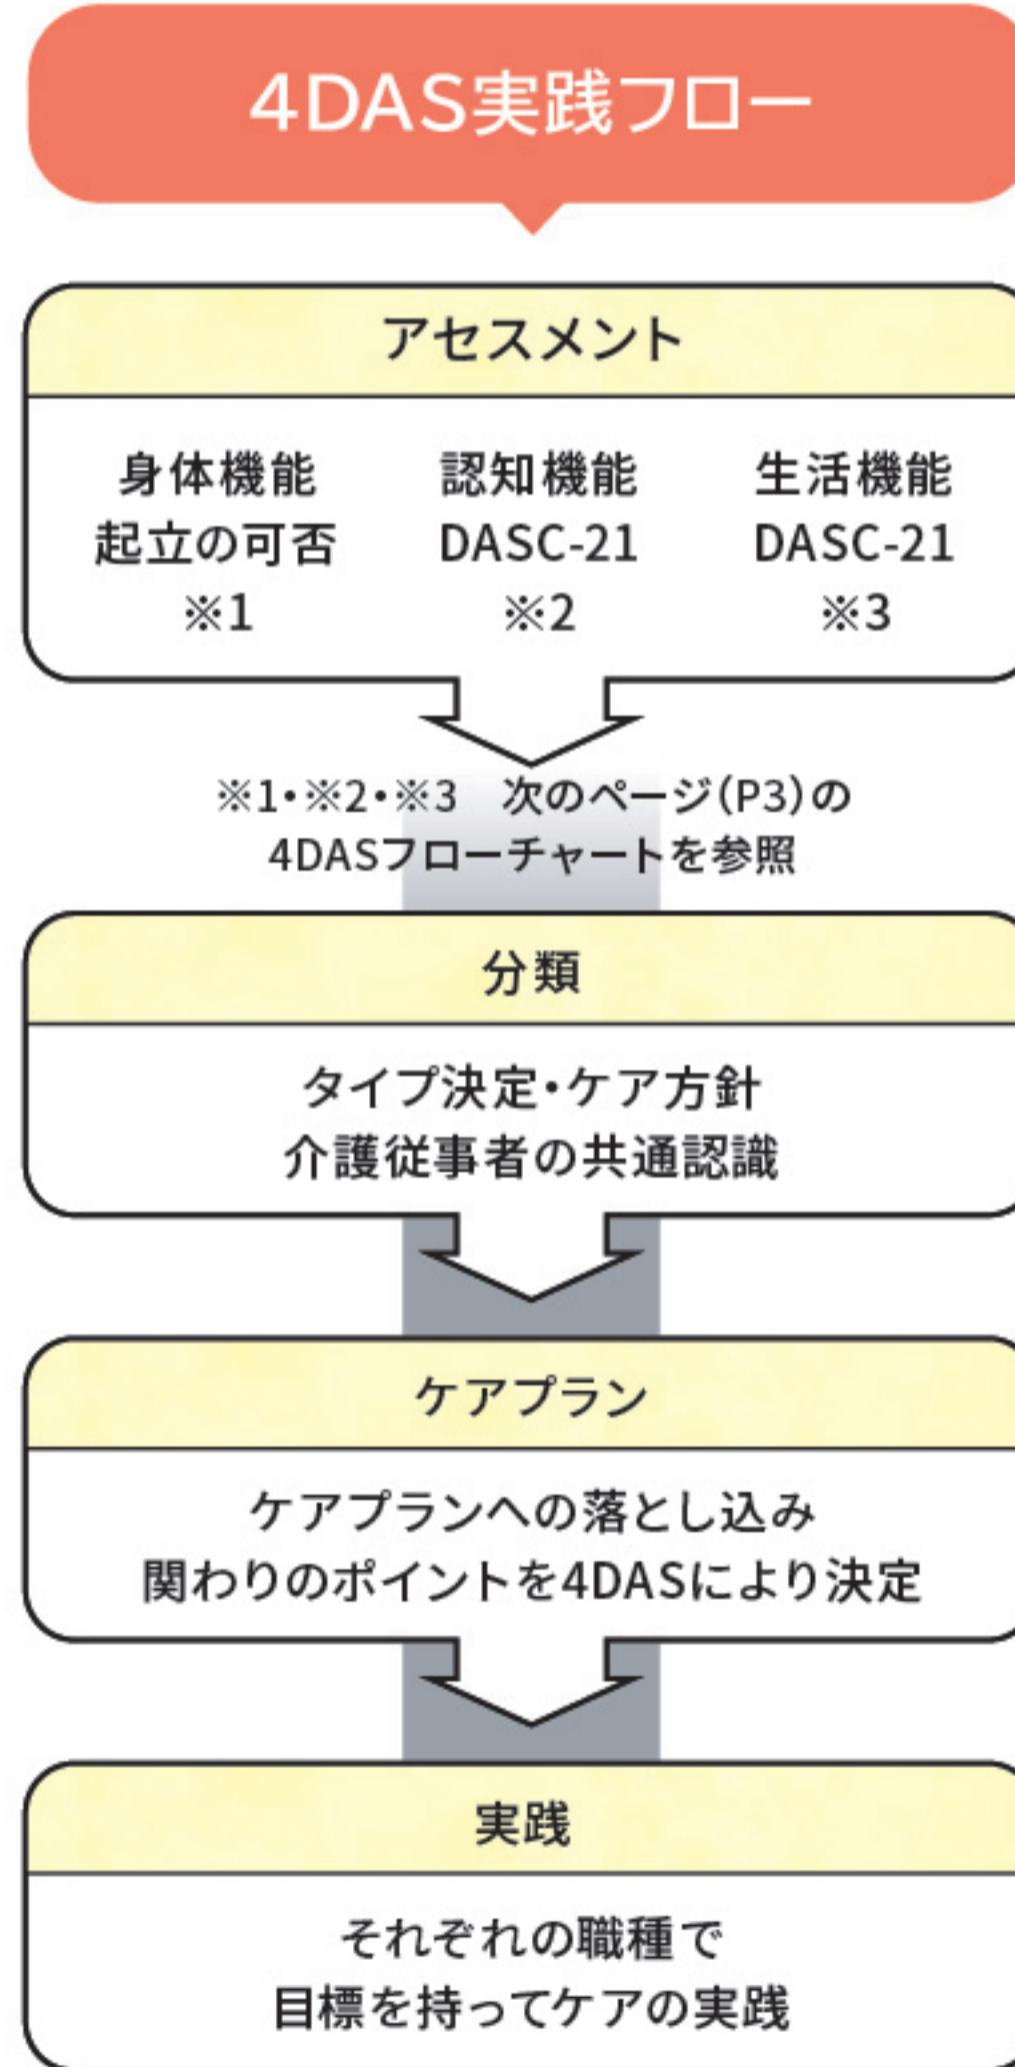 4DAS実践フロー
アセスメント
身体機能 認知機能 生活機能
起立の可否 DASC-21 DASC-21
※1 ※2 ※3
※1・※2・※3 次のページ(P3)の
4DASフローチャートを参照
分類
タイプ決定・ケア方針
介護従事者の共通認識
ケアプラン
ケアプランへの落とし込み
関わりのポイントを4DASにより決定
実践
それぞれの職種で
目標を持ってケアの実践